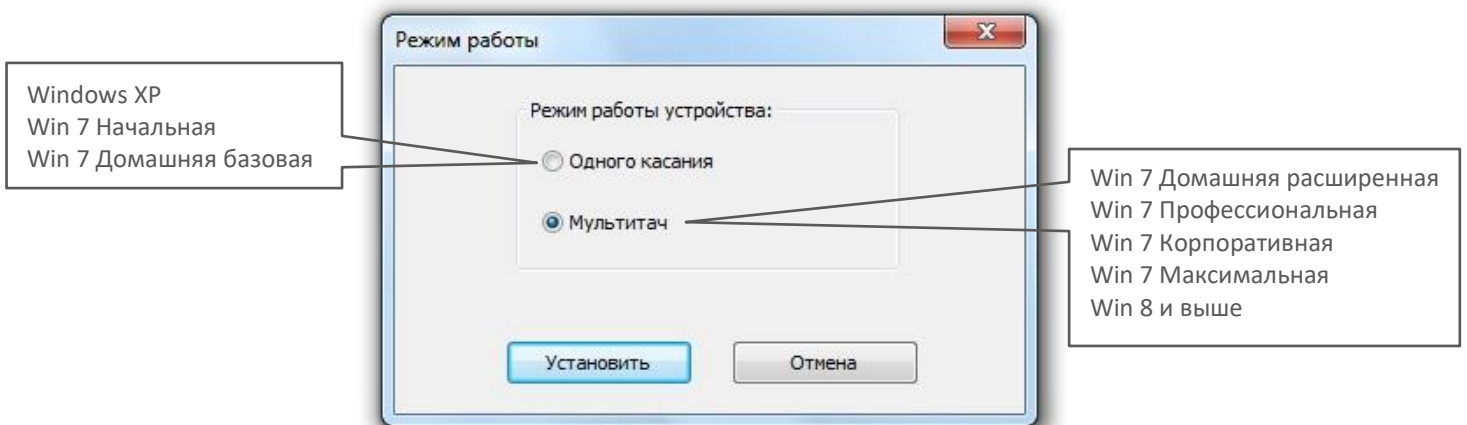 Режим работы
Windows XP
Win 7 Начальная
Win 7 Домашняя базовая
Режим работы устройства:
Одного касания
Мультитач
Win 7 Домашняя расширенная
Win 7 Профессиональная
Win 7 Корпоративная
Win 7 Максимальная
Win 8 и выше
Установить
Отмена